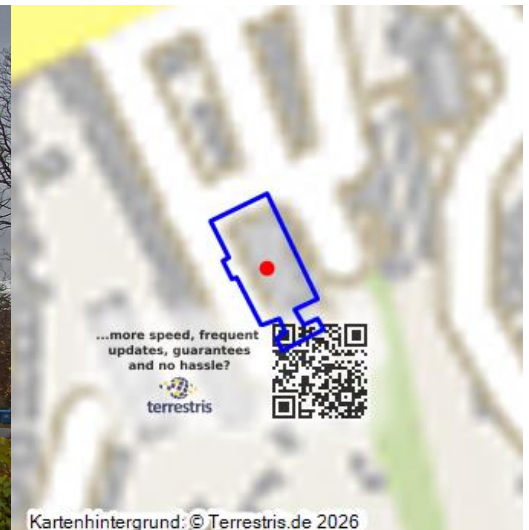 ...more speed, frequent
updates, guarantees
and no hassle?
terrestris
Kartenhintergrund: © Terrestris.de 2026